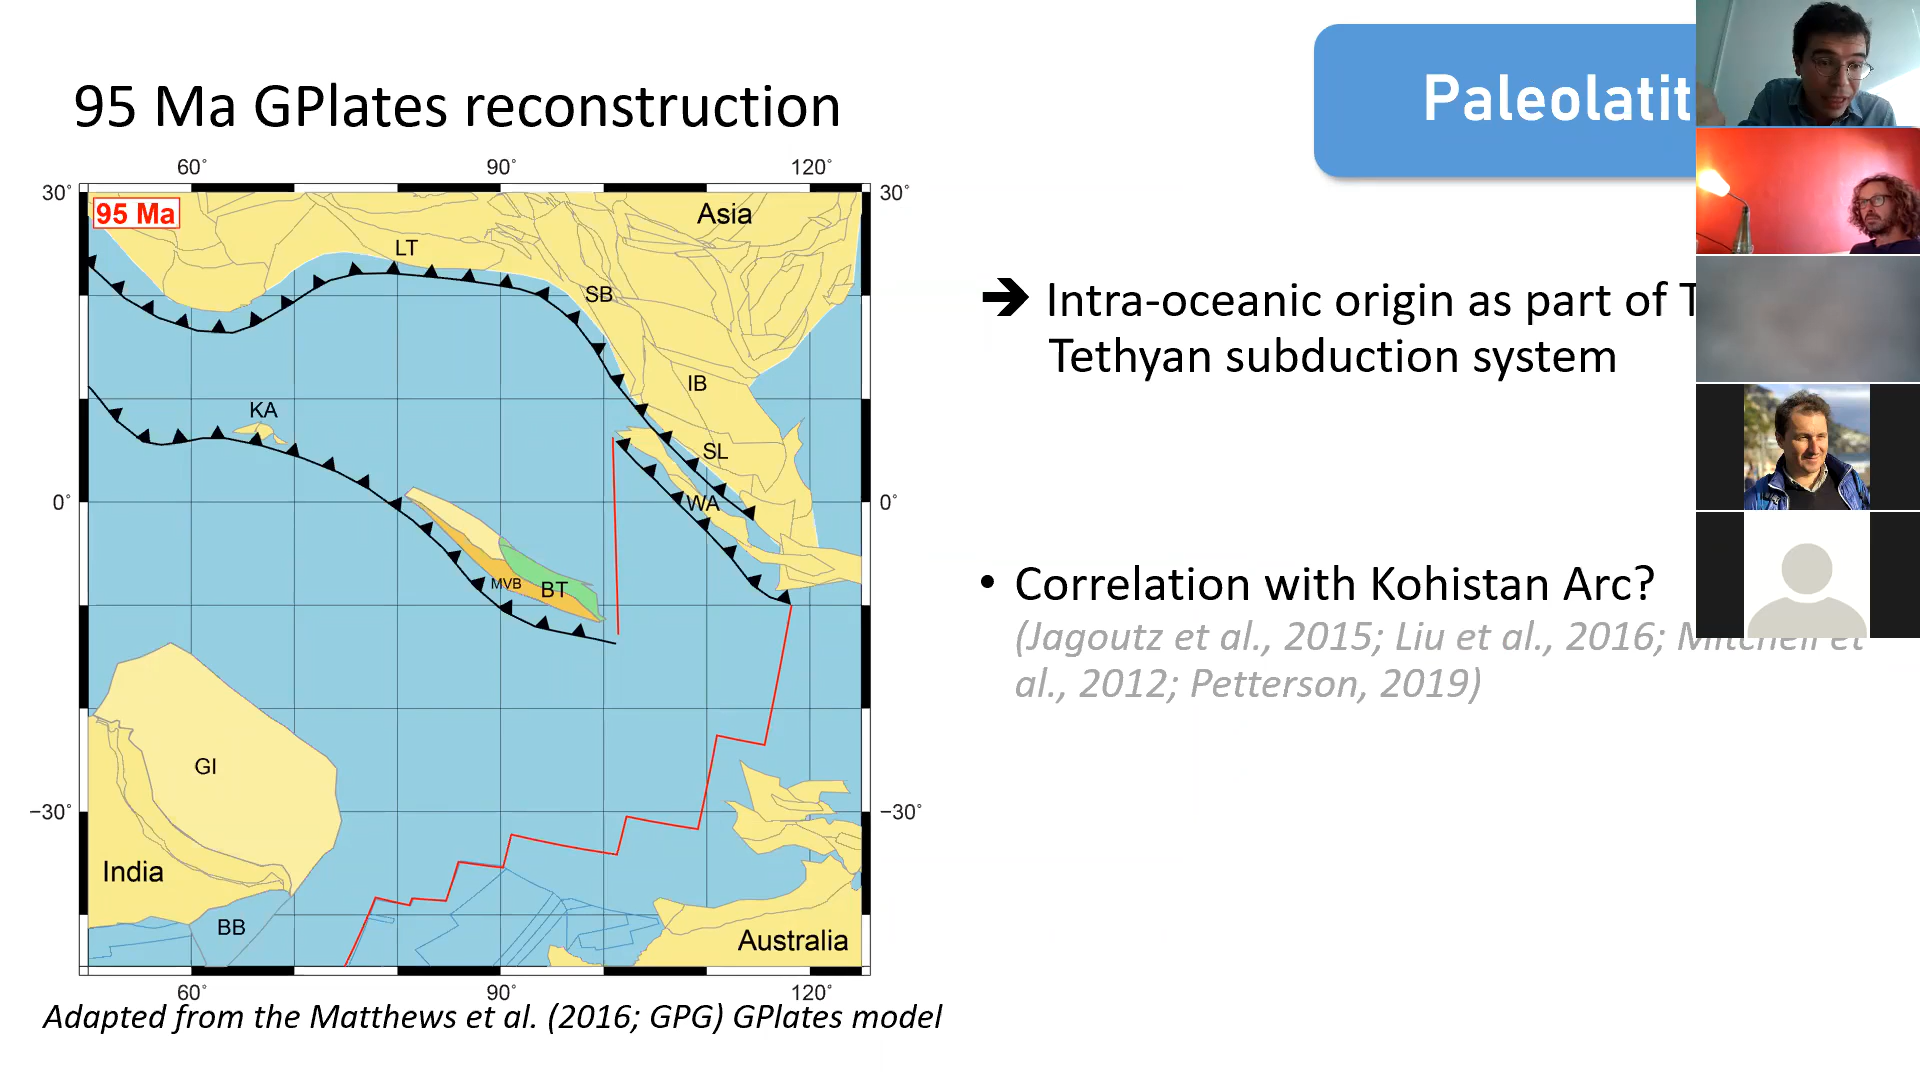 Paleolatit
95 Ma GPlates reconstruction
60° 90° 120°
30° 30°
95 Ma
Asia
LT
SB
➔ Intra-oceanic origin as part of T
Tethyan subduction system
IB
KA
SL
0° WA 0°
MVB BT
• Correlation with Kohistan Arc?
(Jagoutz et al., 2015; Liu et al., 2016; Mitchell et
al., 2012; Petterson, 2019)
GI
−30° −30°
India
BB
Australia
60° 90° 120°
Adapted from the Matthews et al. (2016; GPG) GPlates model